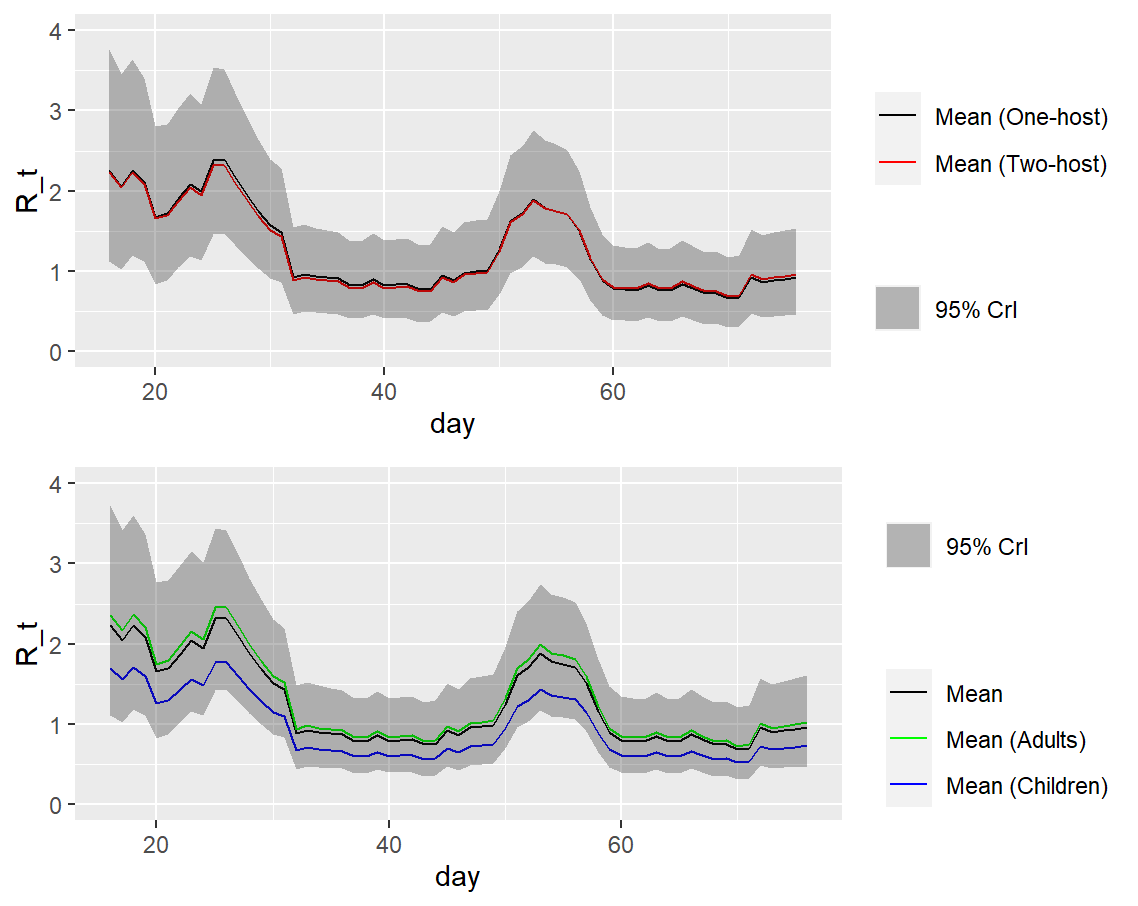 4
3
2
1
0
R_t
20
40
60
day
Mean (One-host)
Mean (Two-host)
95% CrI
4
3
2
1
0
R_t
20
40
60
day
95% CrI
Mean
Mean (Adults)
Mean (Children)